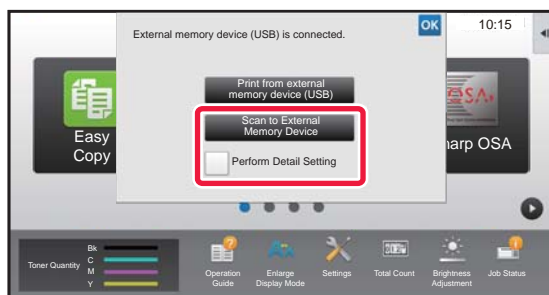 External memory device (USB) is connected.
OK
10:15
Print from external
memory device (USB)
Scan to External
Memory Device
Perform Detail Setting
Easy
Copy
harp OSA
Bk
Toner Quantity
C
M
Y
Operation
Guide
Enlarge
Display Mode
Settings
Total Count
Brightness
Adjustment
Job Status